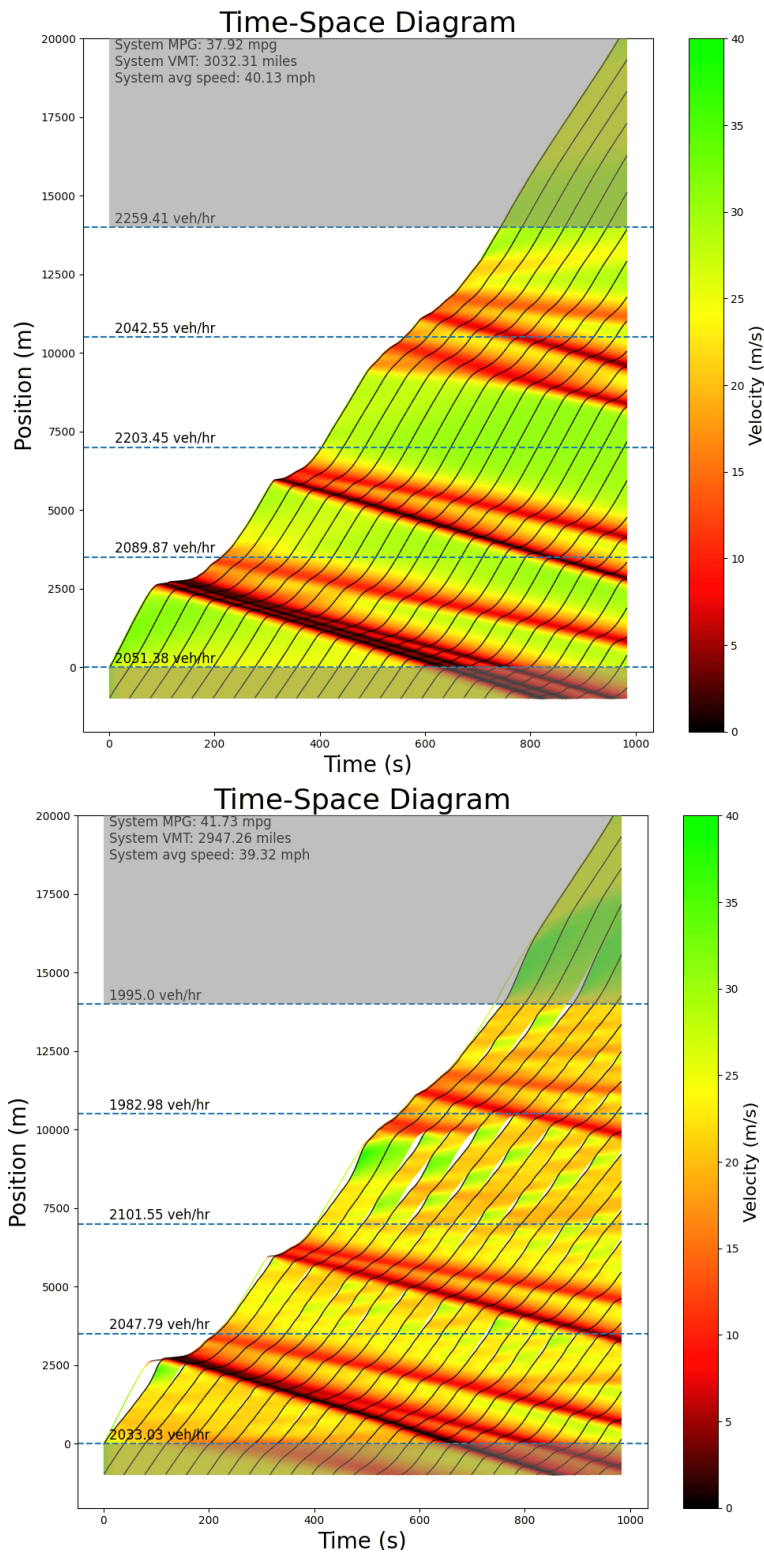 Time-Space Diagram
System MPG: 37.92 mpg
System VMT: 3032.31 miles
System avg speed: 40.13 mph
2259.41 veh/hr
2042.55 veh/hr
2203.45 veh/hr
2089.87 veh/hr
2051.38 veh/hr
20000
17500
15000
12500
10000
7500
5000
2500
0
Position (m)
0 200 400 600 800 1000
Time (s)
40
35
30
25
20
15
10
5
0
Velocity (m/s)
Time-Space Diagram
System MPG: 41.73 mpg
System VMT: 2947.26 miles
System avg speed: 39.32 mph
1995.0 veh/hr
1982.98 veh/hr
2101.55 veh/hr
2047.79 veh/hr
2033.03 veh/hr
20000
17500
15000
12500
10000
7500
5000
2500
0
Position (m)
0 200 400 600 800 1000
Time (s)
40
35
30
25
20
15
10
5
0
Velocity (m/s)